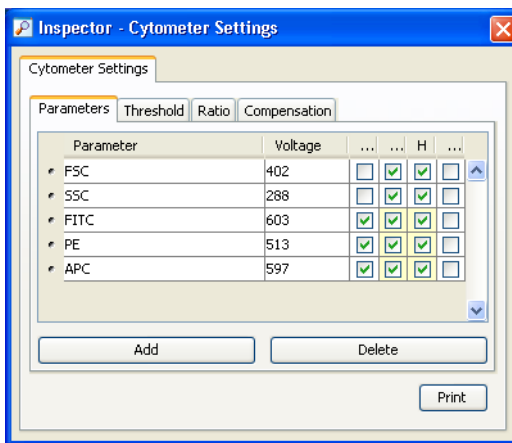 Inspector - Cytometer Settings
Cytometer Settings
Parameters Threshold Ratio Compensation
Parameter Voltage ... ... H ...
FSC 402
SSC 288
FITC 603
PE 513
APC 597
Add Delete
Print